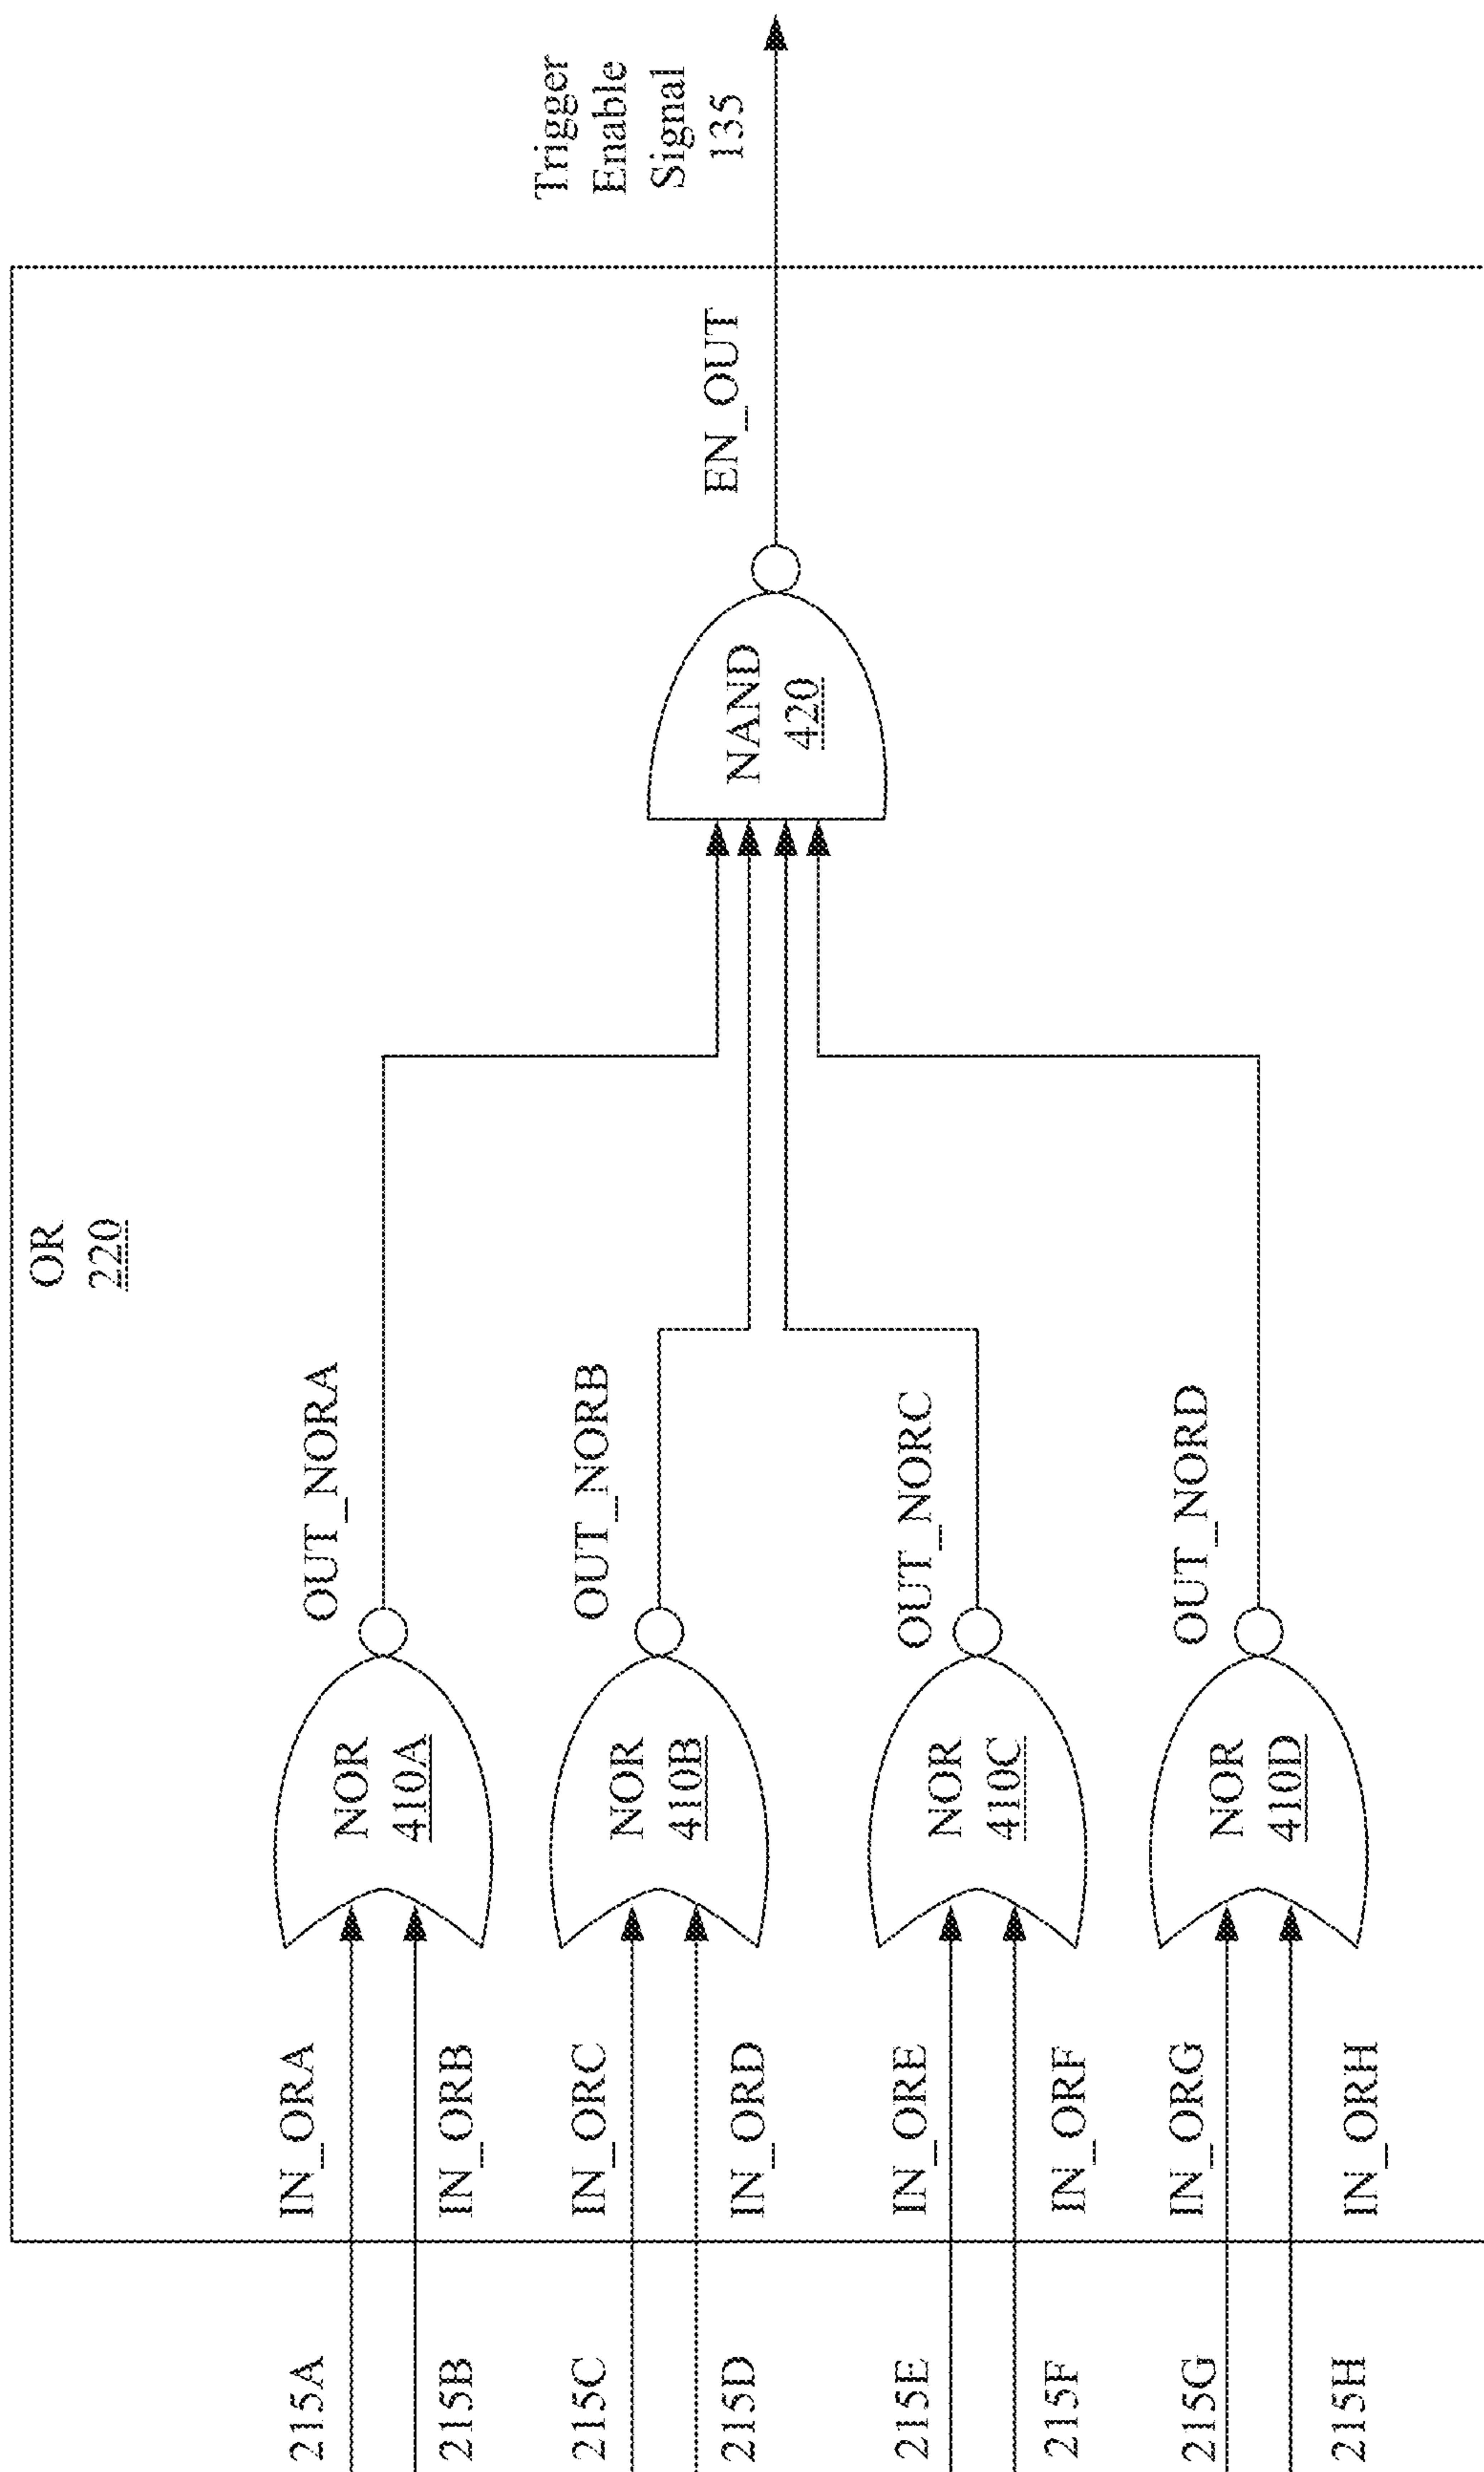 OR
220
215A
IN_ORA
215B
IN_ORB
NOR
410A
OUT_NORA
215C
IN_ORC
215D
IN_ORD
NOR
410B
OUT_NORB
215E
IN_ORE
215F
IN_ORF
NOR
410C
OUT_NORC
215G
IN_ORG
215H
IN_ORH
NOR
410D
OUT_NORD
NAND
420
EN_OUT
Trigger
Enable
Signal
135